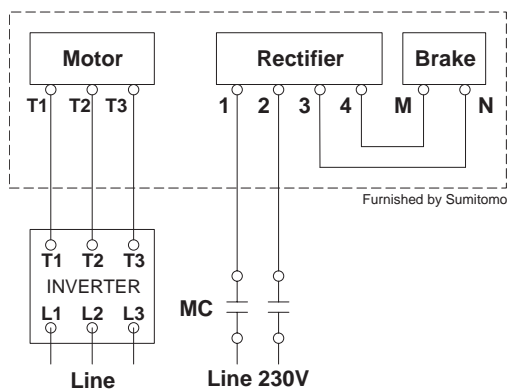 Motor Rectifier Brake
T1 T2 T3 1 2 3 4 M N
Furnished by Sumitomo
T1 T2 T3
INVERTER
L1 L2 L3
MC
Line Line 230V